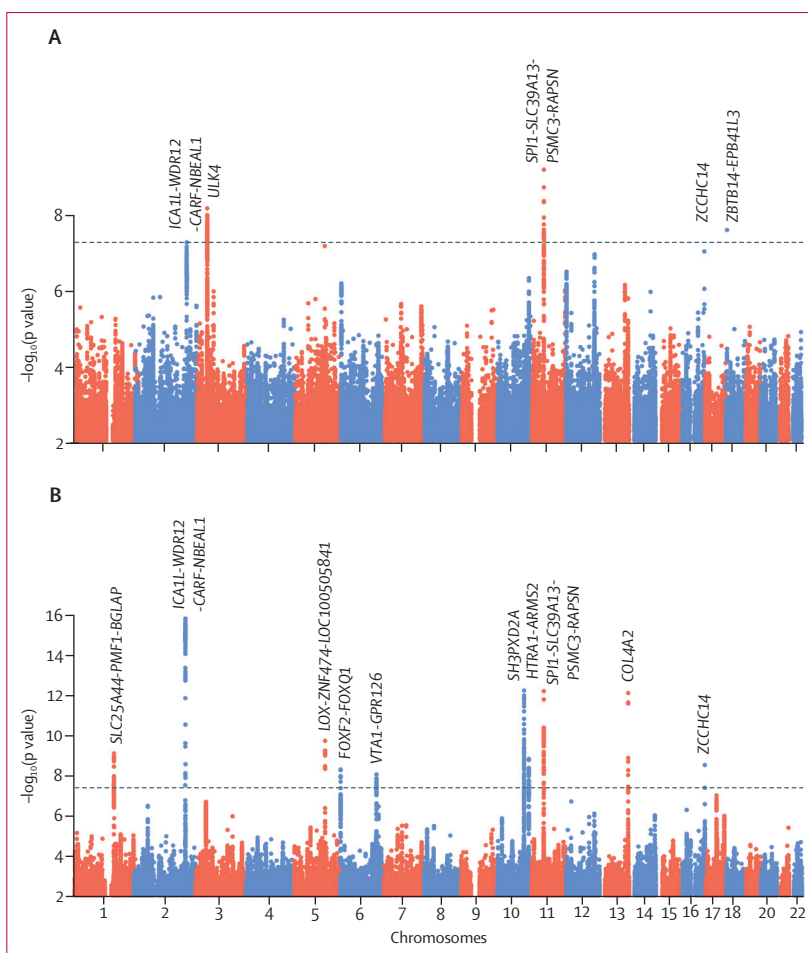 A
ICA1L-WDR12
-CARF-NBEAL1
ULK4
SPI1-SLC39A13-
PSMC3-RAPSN
ZCCHC14
ZBTB14-EPB41L3
8
6
4
2
–log10(p value)
B
SLC25A44-PMF1-BGLAP
ICA1L-WDR12
-CARF-NBEAL1
LOX-ZNF474-LOC100505841
FOXF2-FOXQ1
VTA1-GPR126
SH3PXD2A
HTRA1-ARMS2
SPI1-SLC39A13-
PSMC3-RAPSN
COL4A2
ZCCHC14
16
14
12
10
8
6
4
2
–log10(p value)
1 2 3 4 5 6 7 8 9 10 11 12 13 14 15 16 17 18 20 22
Chromosomes